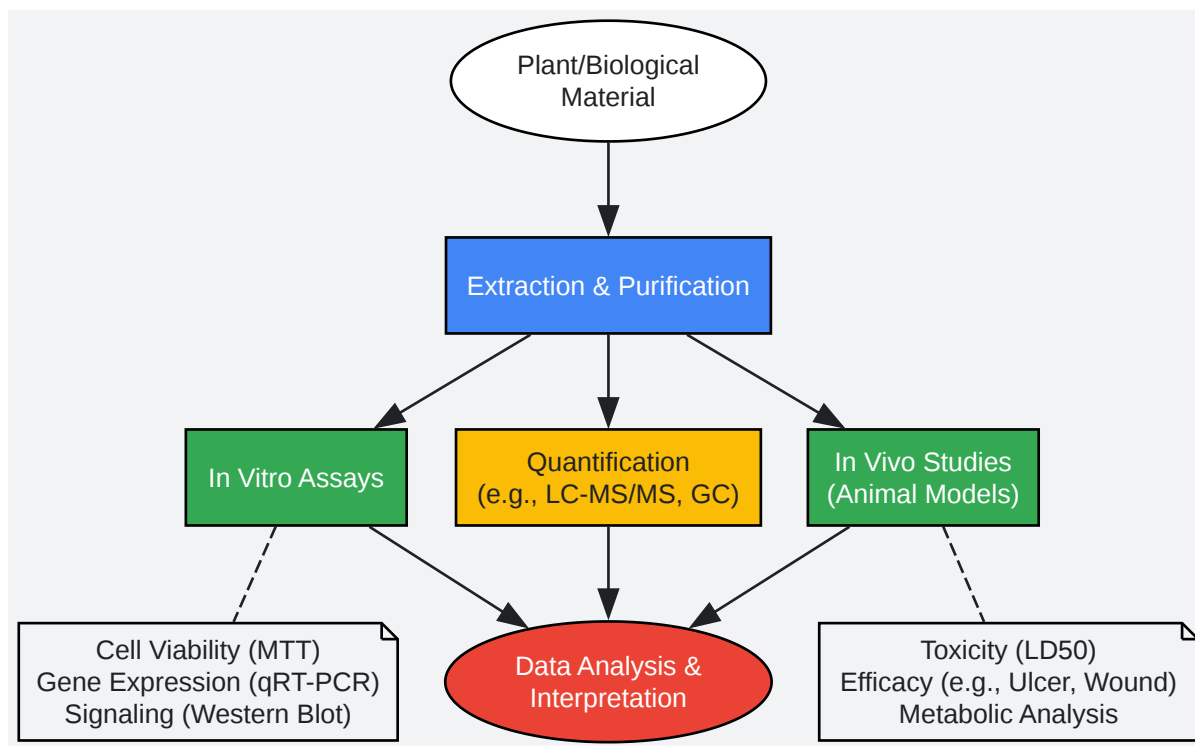 Plant/Biological
Material
Extraction & Purification
In Vitro Assays
Quantification
(e.g., LC-MS/MS, GC)
In Vivo Studies
(Animal Models)
Cell Viability (MTT)
Gene Expression (qRT-PCR)
Signaling (Western Blot)
Data Analysis &
Interpretation
Toxicity (LD50)
Efficacy (e.g., Ulcer, Wound)
Metabolic Analysis